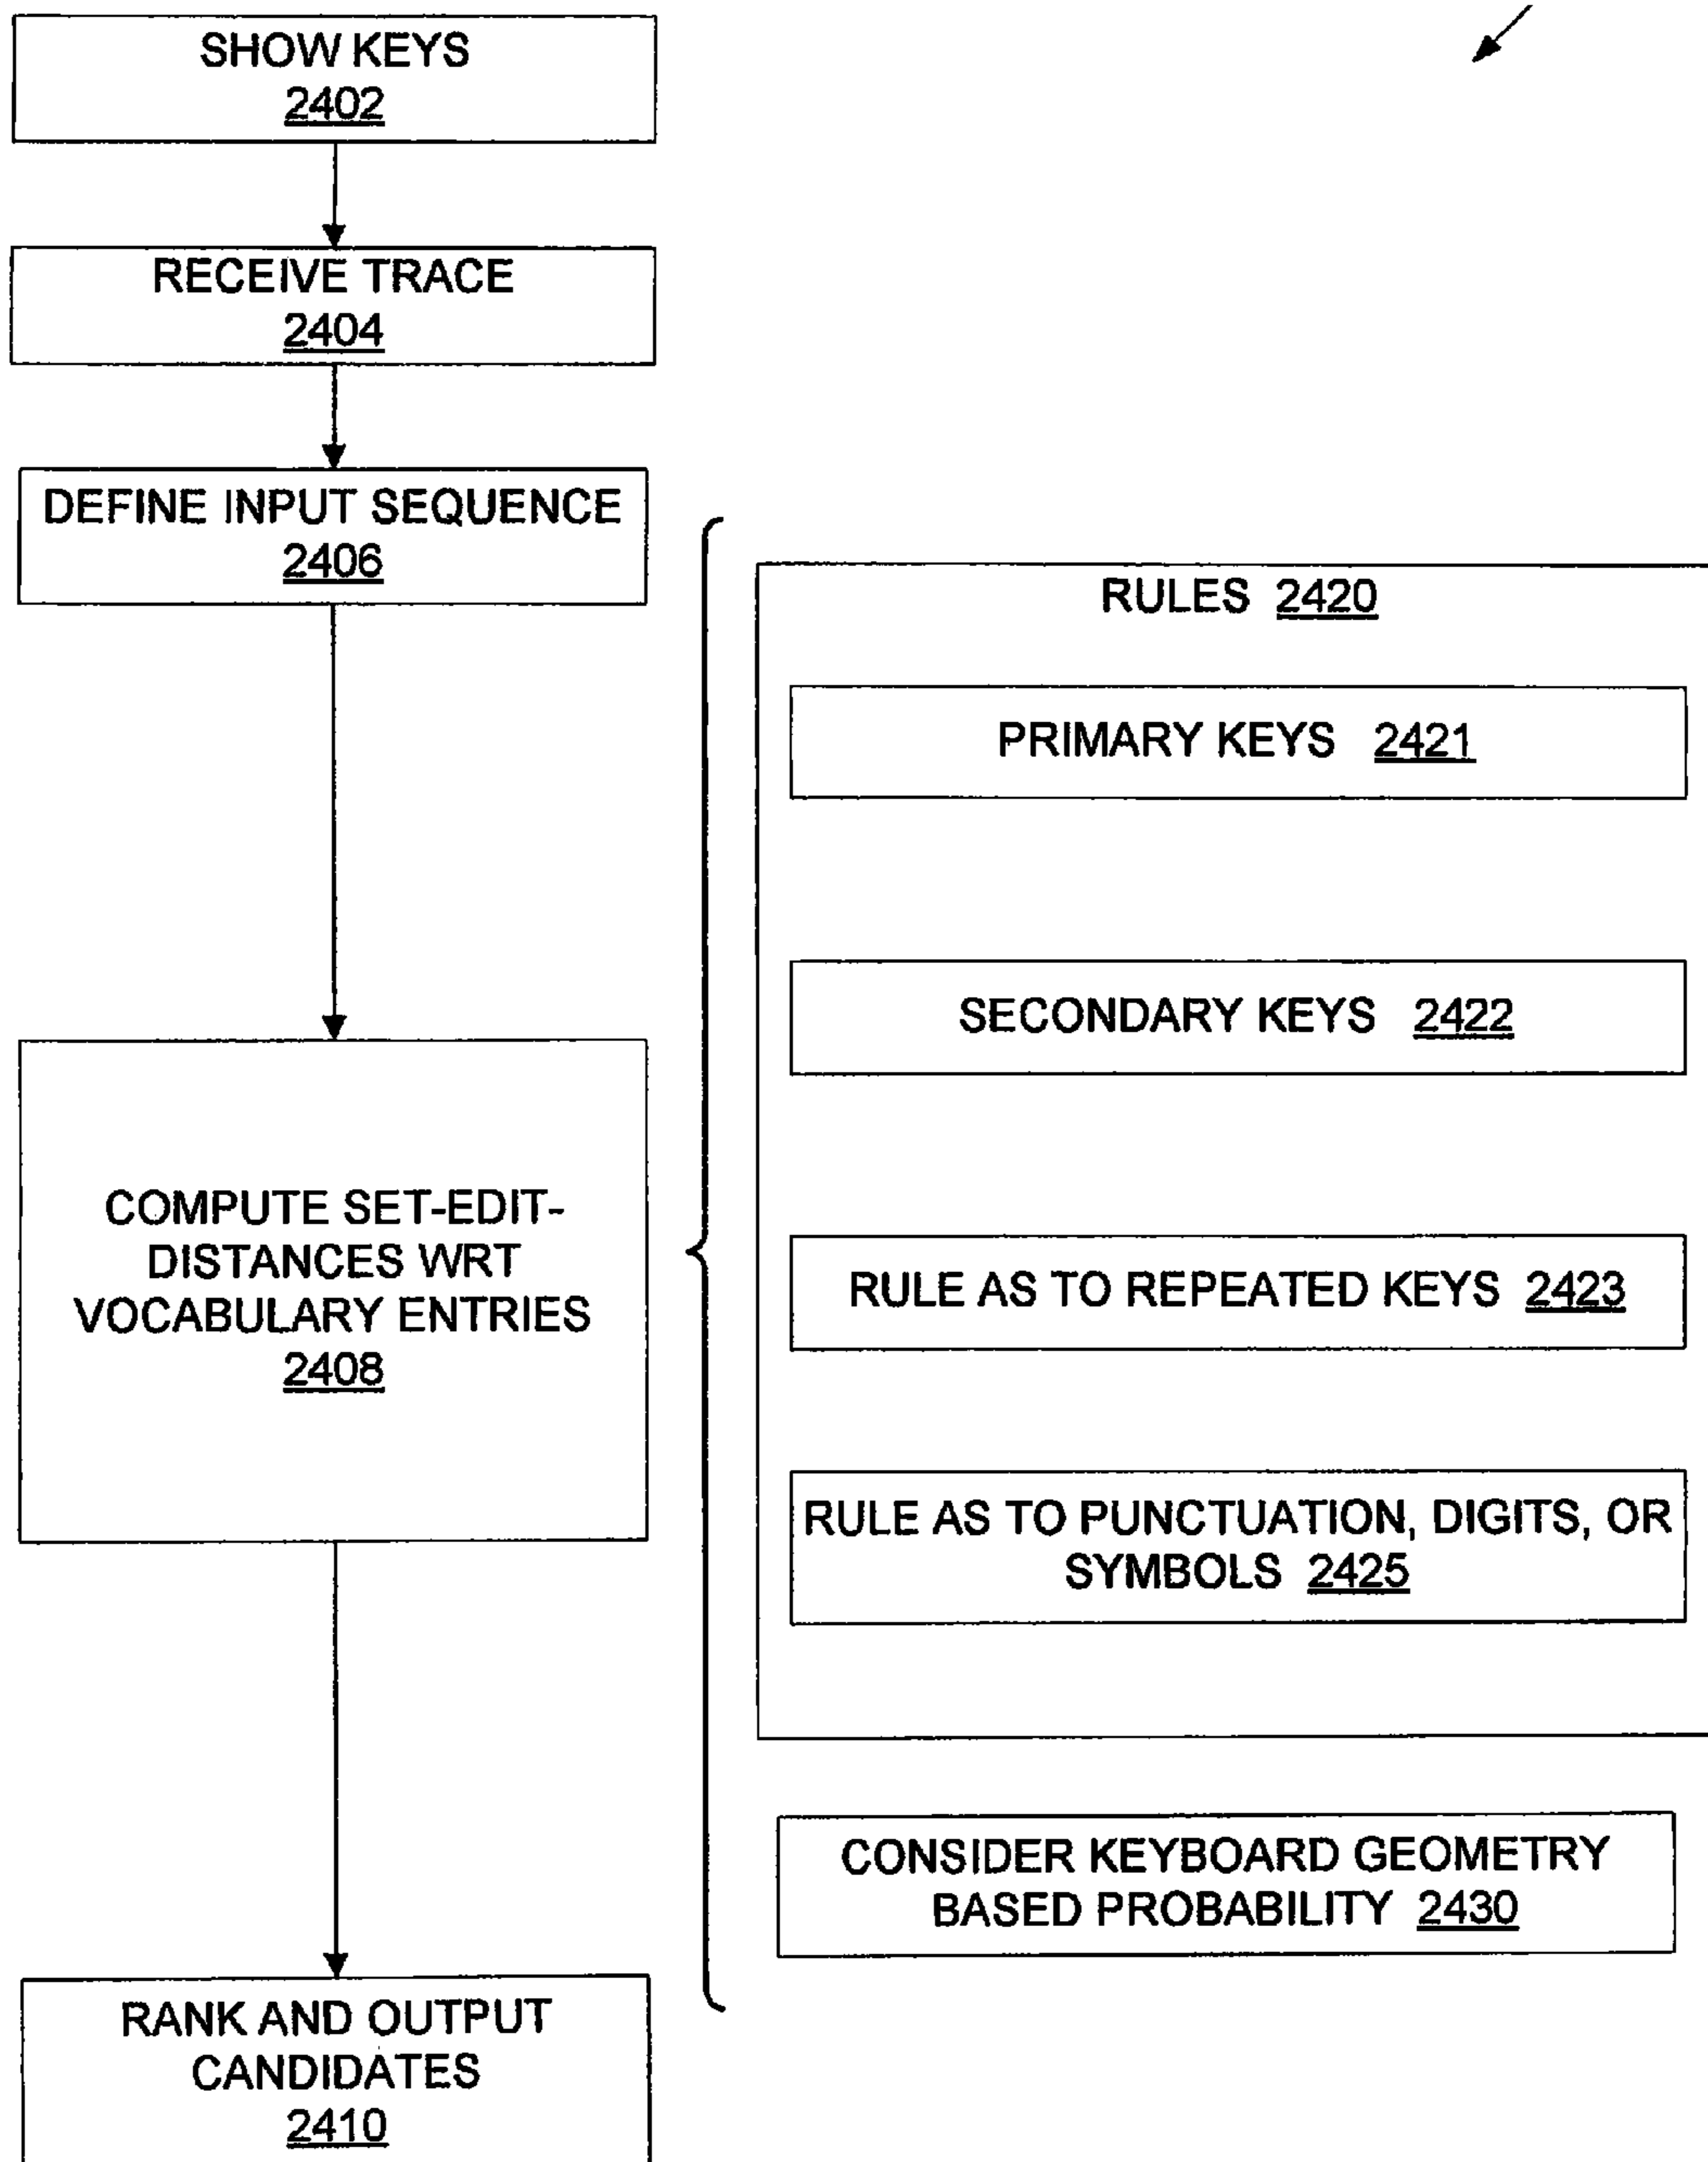 SHOW KEYS
2402
RECEIVE TRACE
2404
DEFINE INPUT SEQUENCE
2406
COMPUTE SET-EDIT-
DISTANCES WRT
VOCABULARY ENTRIES
2408
RANK AND OUTPUT
CANDIDATES
2410
RULES 2420
PRIMARY KEYS 2421
SECONDARY KEYS 2422
RULE AS TO REPEATED KEYS 2423
RULE AS TO PUNCTUATION, DIGITS, OR
SYMBOLS 2425
CONSIDER KEYBOARD GEOMETRY
BASED PROBABILITY 2430